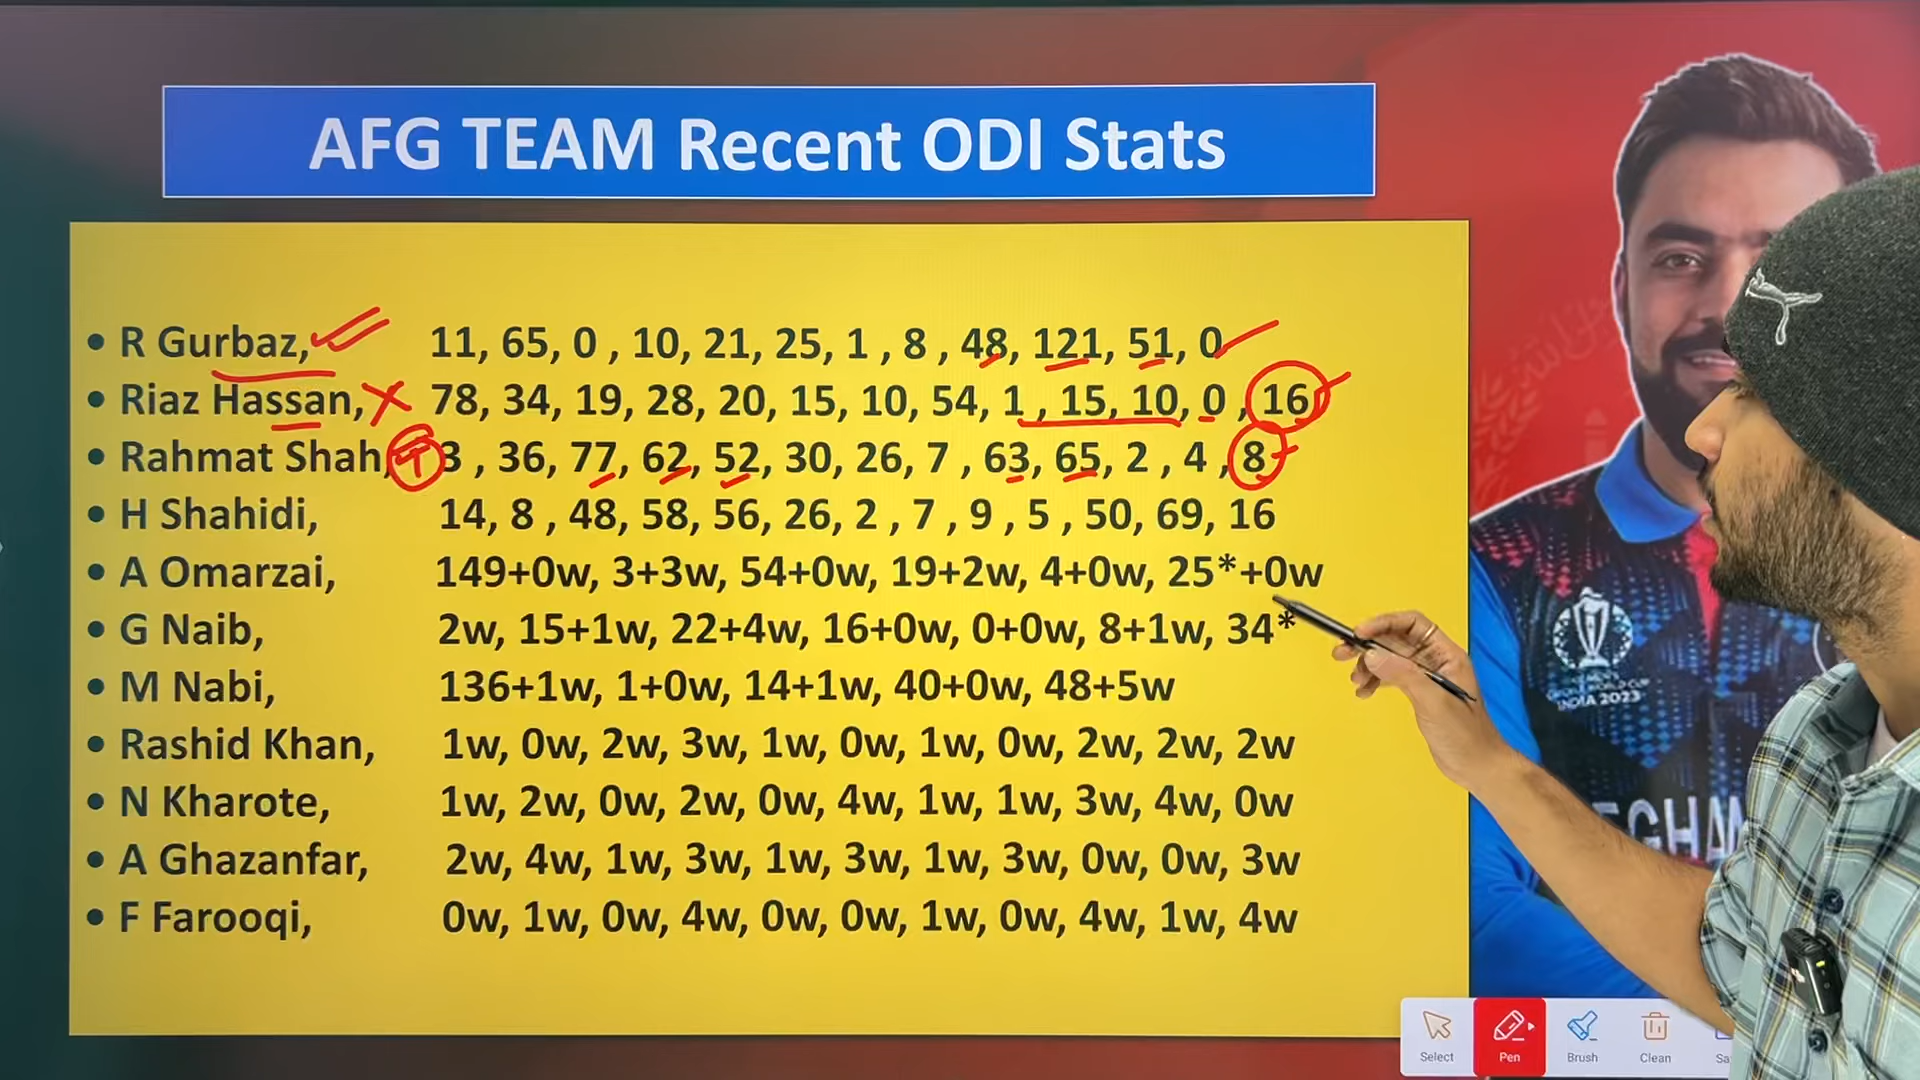 AFG TEAM Recent ODI Stats
• R Gurbaz, 11, 65, 0 , 10, 21, 25, 1 , 8 , 48, 121, 51, 0
• Riaz Hassan, 78, 34, 19, 28, 20, 15, 10, 54, 1 , 15, 10, 0 , 16
• Rahmat Shah, 3 , 36, 77, 62, 52, 30, 26, 7 , 63, 65, 2 , 4 , 8
• H Shahidi, 14, 8 , 48, 58, 56, 26, 2 , 7 , 9 , 5 , 50, 69, 16
• A Omarzai, 149+0w, 3+3w, 54+0w, 19+2w, 4+0w, 25*+0w
• G Naib, 2w, 15+1w, 22+4w, 16+0w, 0+0w, 8+1w, 34*
• M Nabi, 136+1w, 1+0w, 14+1w, 40+0w, 48+5w
• Rashid Khan, 1w, 0w, 2w, 3w, 1w, 0w, 1w, 0w, 2w, 2w, 2w
• N Kharote, 1w, 2w, 0w, 2w, 0w, 4w, 1w, 1w, 3w, 4w, 0w
• A Ghazanfar, 2w, 4w, 1w, 3w, 1w, 3w, 1w, 3w, 0w, 0w, 3w
• F Farooqi, 0w, 1w, 0w, 4w, 0w, 0w, 1w, 0w, 4w, 1w, 4w
INDIA 2023
Select Pen Brush Clean